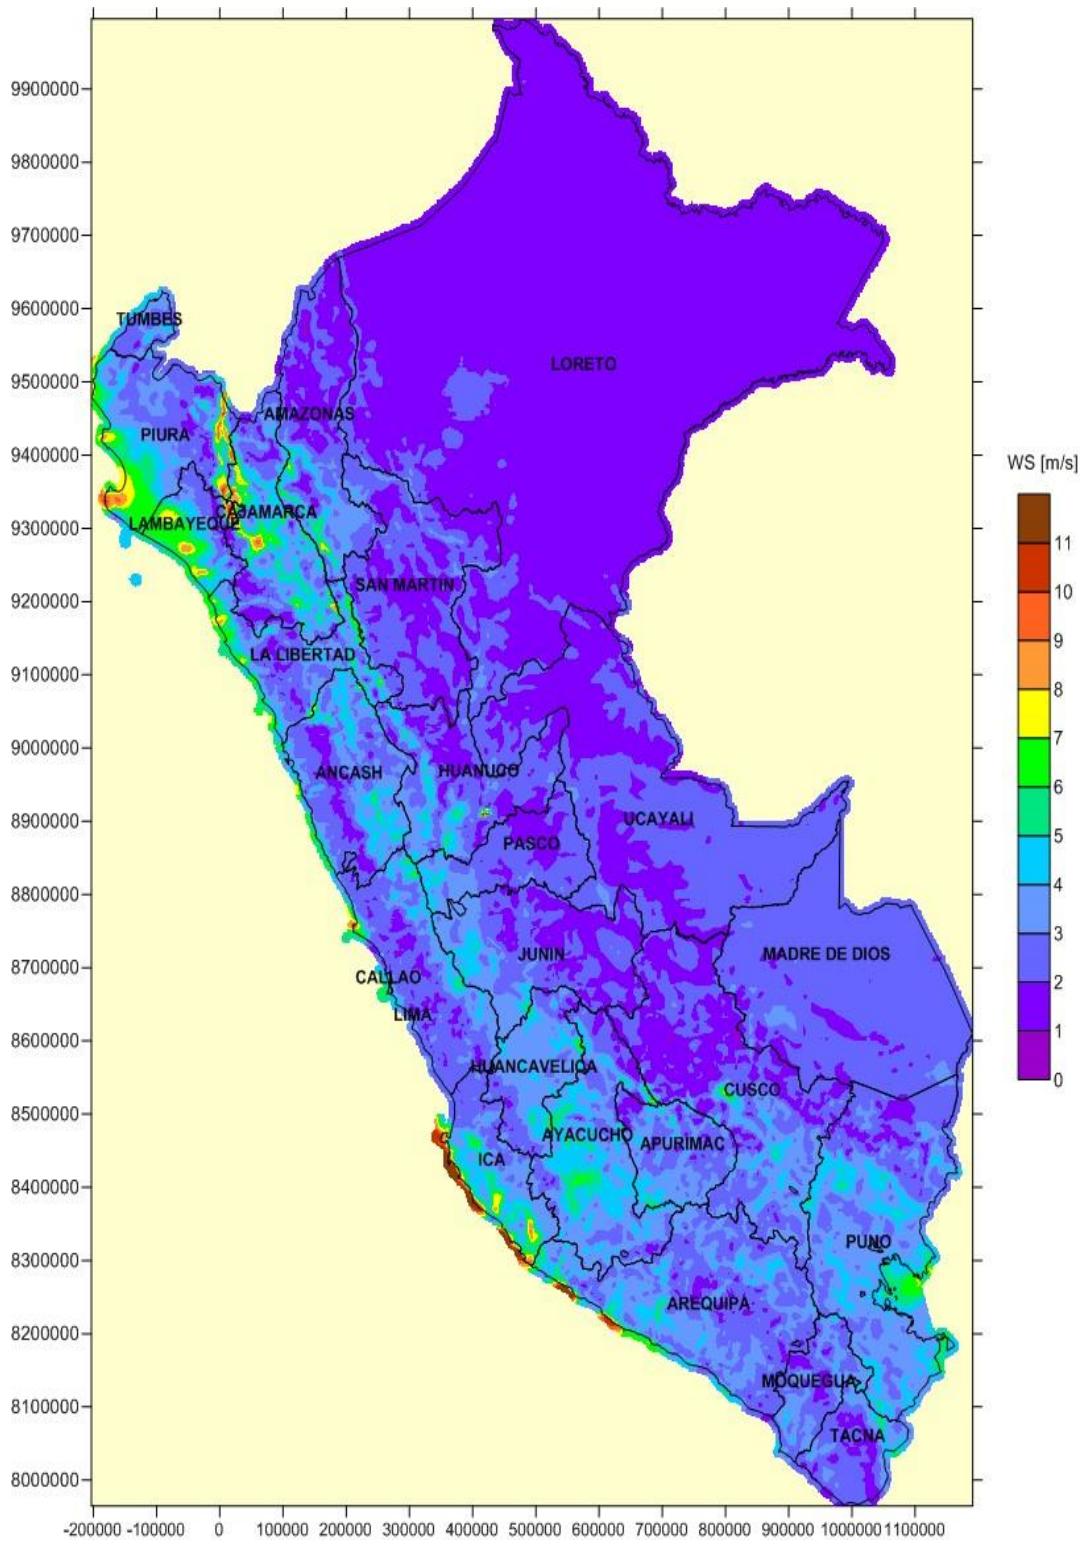 9900000
9800000
9700000
9600000
9500000
9400000
9300000
9200000
9100000
9000000
8900000
8800000
8700000
8600000
8500000
8400000
8300000
8200000
8100000
8000000
-200000 -100000 0 100000 200000 300000 400000 500000 600000 700000 800000 900000 1000000 1100000
TUMBES
LORETO
AMAZONAS
PIURA
CAJAMARCA
LAMBAYEQUE
SAN MARTIN
LA LIBERTAD
ANCASH
HUANUCO
UCAYALI
PASCO
JUNIN
MADRE DE DIOS
CALLAO
LIMA
HUANCAVELICA
CUSCO
AYACUCHO
APURIMAC
ICA
PUNO
AREQUIPA
MOQUEGUA
TACNA
WS [m/s]
11
10
9
8
7
6
5
4
3
2
1
0